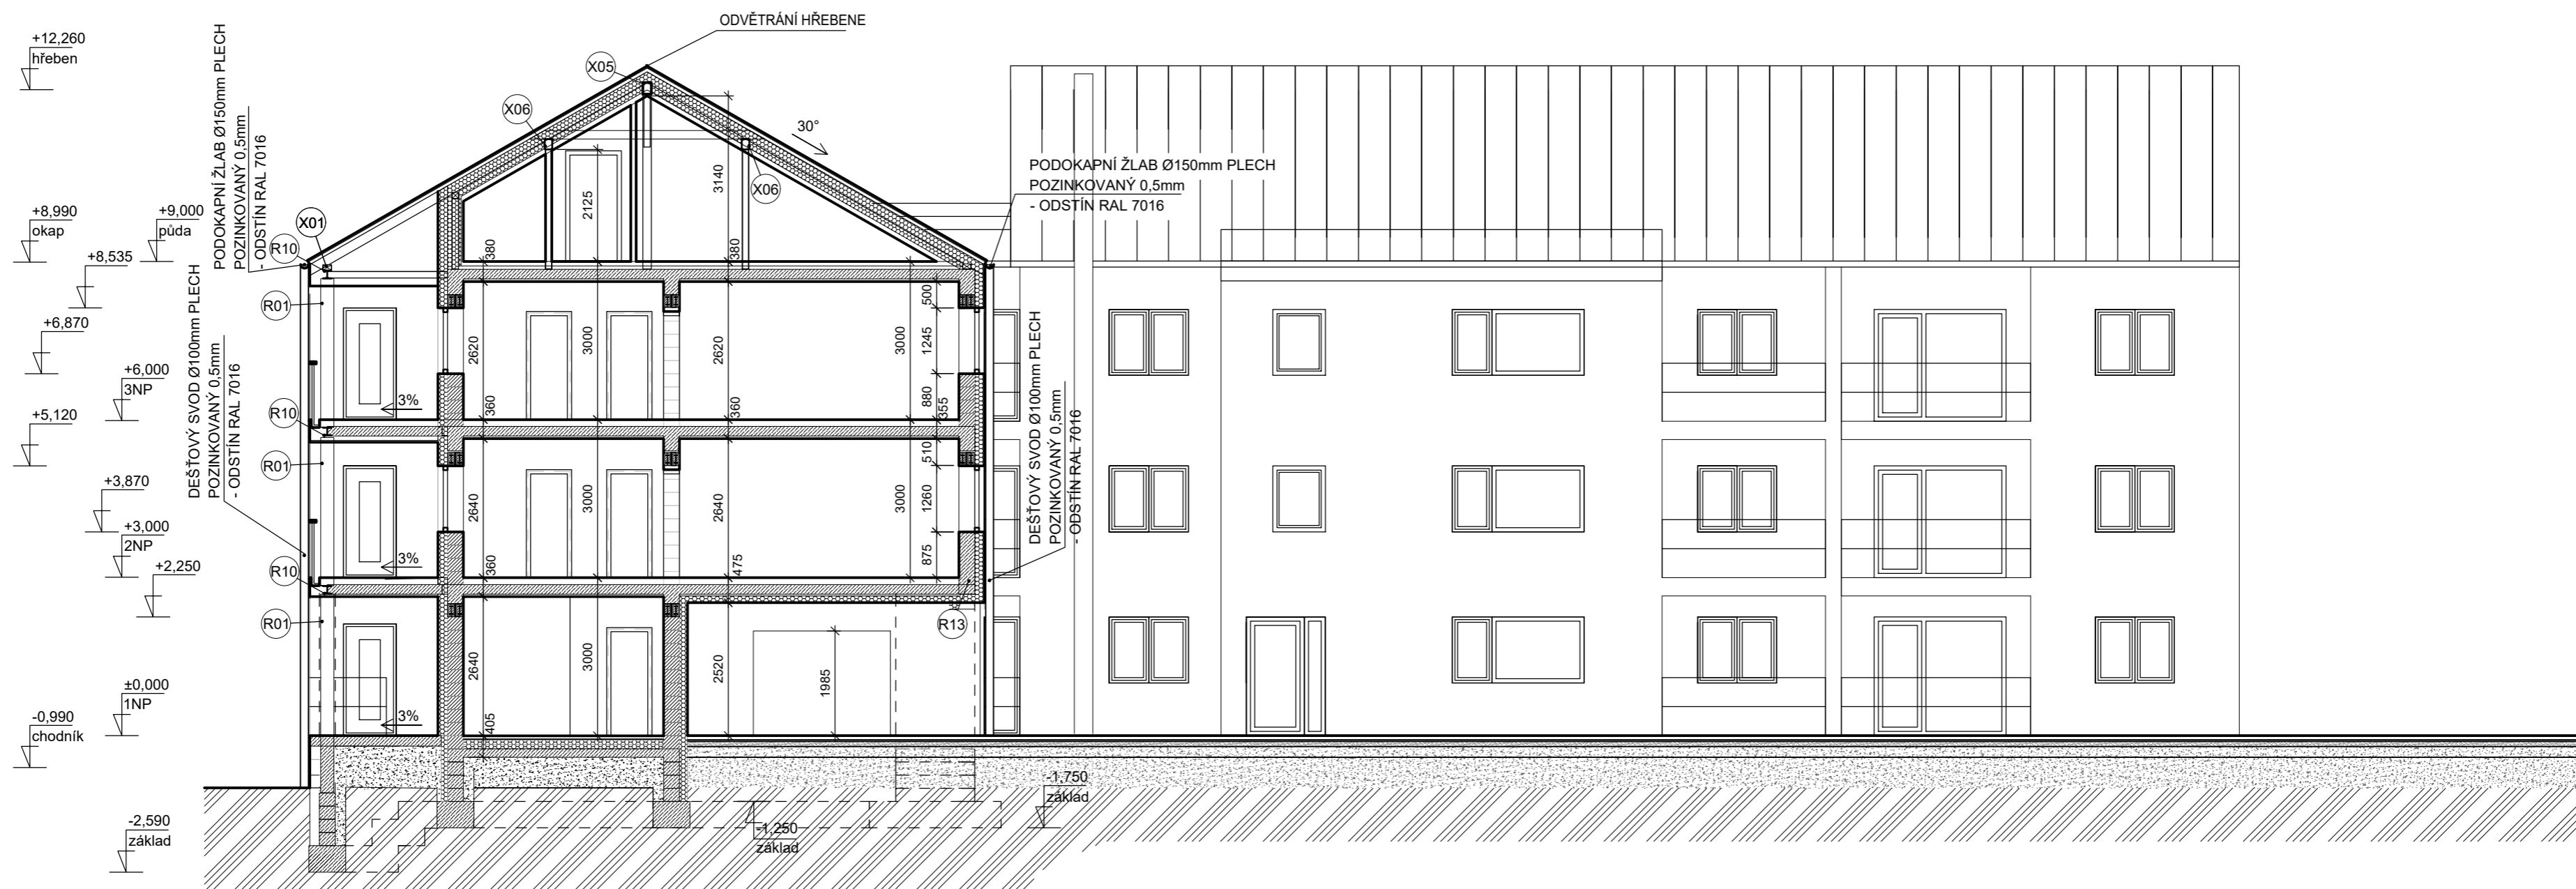 ODVĚTRÁNÍ HŘEBENE
+12,260
hřeben
+8,990
okap
+9,000
půda
+8,535
+6,870
+6,000
3NP
+5,120
+3,870
+3,000
2NP
+2,250
±0,000
1NP
-0,990
chodník
-2,590
základ
PODOKAPNÍ ŽLAB Ø150mm PLECH
POZINKOVANÝ 0,5mm
- ODSTÍN RAL 7016
DEŠŤOVÝ SVOD Ø100mm PLECH
POZINKOVANÝ 0,5mm
- ODSTÍN RAL 7016
X05
X06
X06
X01
R10
R01
R10
R01
R10
R01
R13
30°
PODOKAPNÍ ŽLAB Ø150mm PLECH
POZINKOVANÝ 0,5mm
- ODSTÍN RAL 7016
DEŠŤOVÝ SVOD Ø100mm PLECH
POZINKOVANÝ 0,5mm
- ODSTÍN RAL 7016
2125
3140
380
380
2620
3000
2620
3000
500
1245
880
355
360
360
3%
2640
3000
2640
3000
510
1260
875
360
475
3%
2640
3000
2520
1985
405
3%
-1,250
základ
-1,750
základ